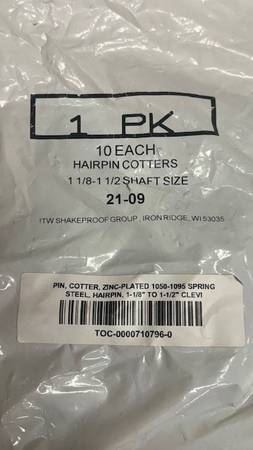 1 PK
10 EACH
HAIRPIN COTTERS
1 1/8-1 1/2 SHAFT SIZE
21-09
ITW SHAKEPROOF GROUP, IRON RIDGE, WI 53035
PIN, COTTER, ZINC-PLATED 1050-1095 SPRING
STEEL, HAIRPIN, 1-1/8" TO 1-1/2" CLEVI
TOC-0000710796-0